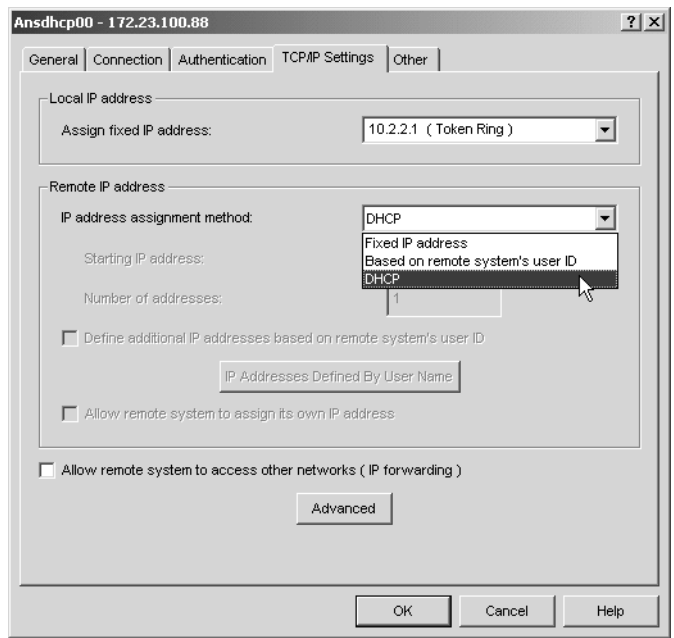 Ansdhcp00 - 172.23.100.88
General Connection Authentication TCP/IP Settings Other
Local IP address
Assign fixed IP address: 10.2.2.1 ( Token Ring )
Remote IP address
IP address assignment method: DHCP
Fixed IP address
Based on remote system's user ID
DHCP
Starting IP address:
Number of addresses: 1
Define additional IP addresses based on remote system's user ID
IP Addresses Defined By User Name
Allow remote system to assign its own IP address
Allow remote system to access other networks ( IP forwarding )
Advanced
OK Cancel Help